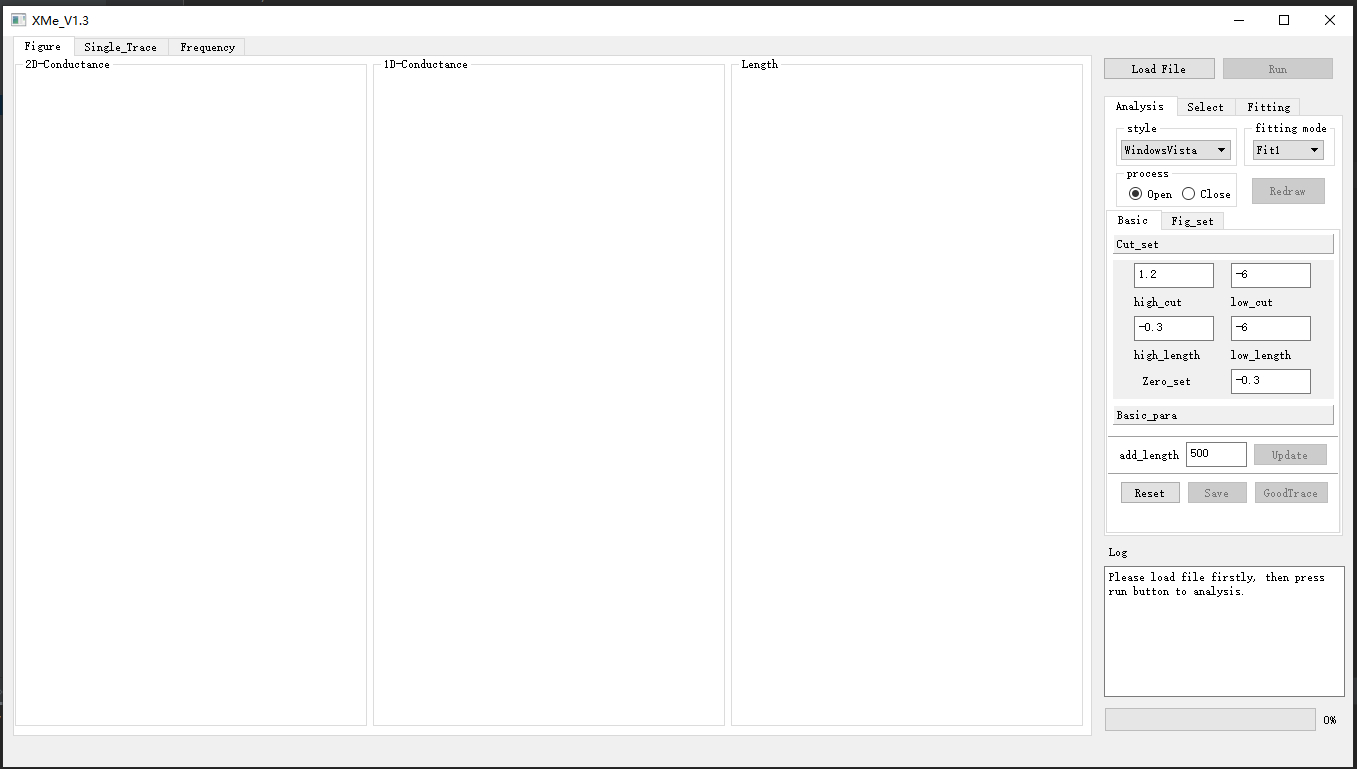 XMe_V1.3
Figure Single_Trace Frequency
2D-Conductance 1D-Conductance Length
Load File Run
Analysis Select Fitting
style fitting mode
WindowsVista Fit1
process
Open Close Redraw
Basic Fig_set
Cut_set
1.2 -6
high_cut low_cut
-0.3 -6
high_length low_length
Zero_set -0.3
Basic_para
add_length 500 Update
Reset Save GoodTrace
Log
Please load file firstly, then press
run button to analysis.
0%